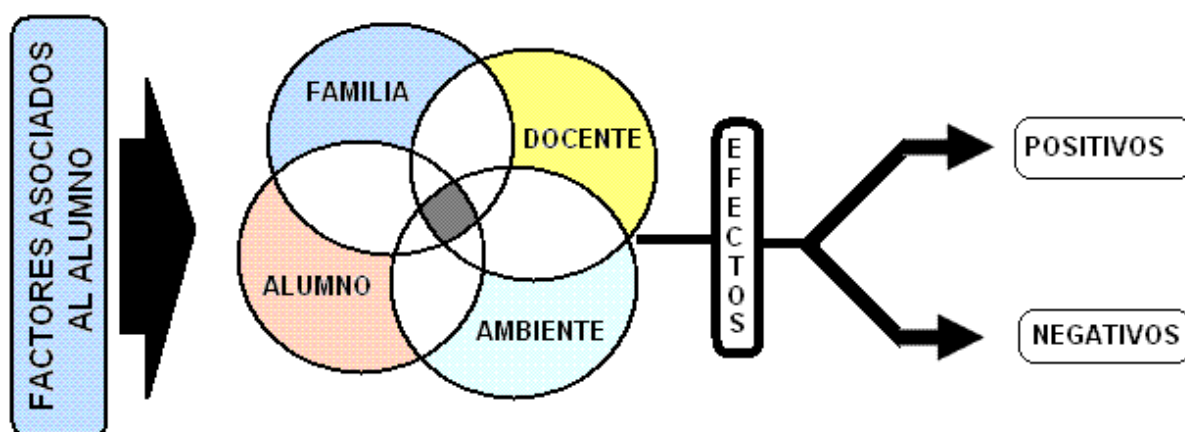 FACTORES ASOCIADOS
AL ALUMNO
FAMILIA
DOCENTE
ALUMNO
AMBIENTE
EFECTOS
POSITIVOS
NEGATIVOS